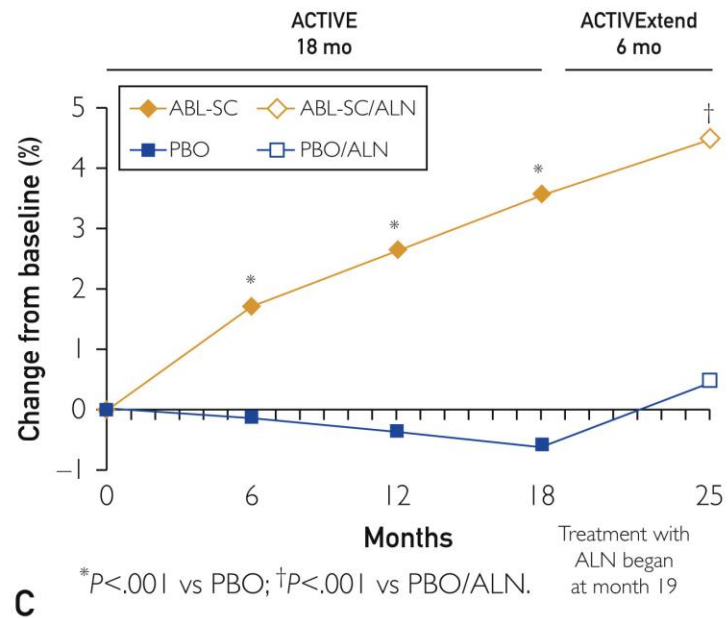 ACTIVE
18 mo
ACTIVExtend
6 mo
Change from baseline (%)
5
4
3
2
1
0
−1
ABL-SC
ABL-SC/ALN
PBO
PBO/ALN
*
*
*
†
0
6
12
18
25
Months
Treatment with
ALN began
at month 19
*P<.001 vs PBO; †P<.001 vs PBO/ALN.
C